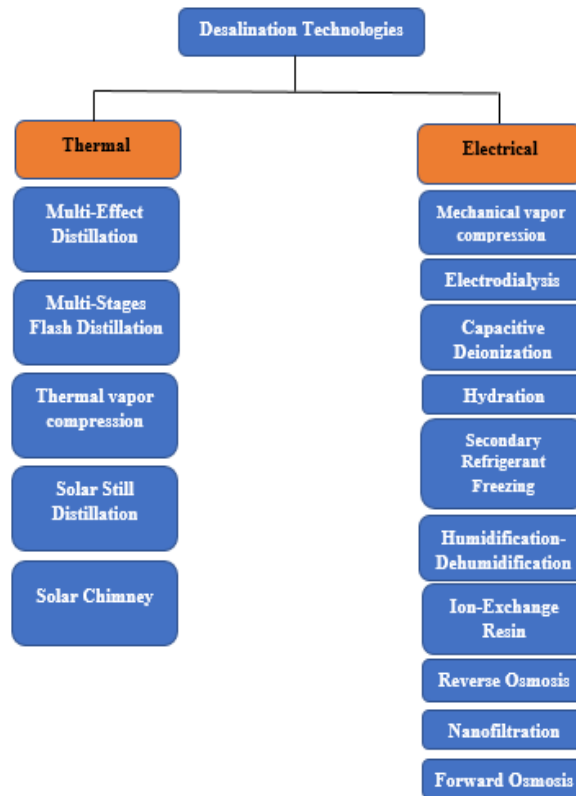 Desalination Technologies
Thermal
Multi-Effect
Distillation
Multi-Stages
Flash Distillation
Thermal vapor
compression
Solar Still
Distillation
Solar Chimney
Electrical
Mechanical vapor
compression
Electrodialysis
Capacitive
Deionization
Hydration
Secondary
Refrigerant
Freezing
Humidification-
Dehumidification
Ion-Exchange
Resin
Reverse Osmosis
Nanofiltration
Forward Osmosis